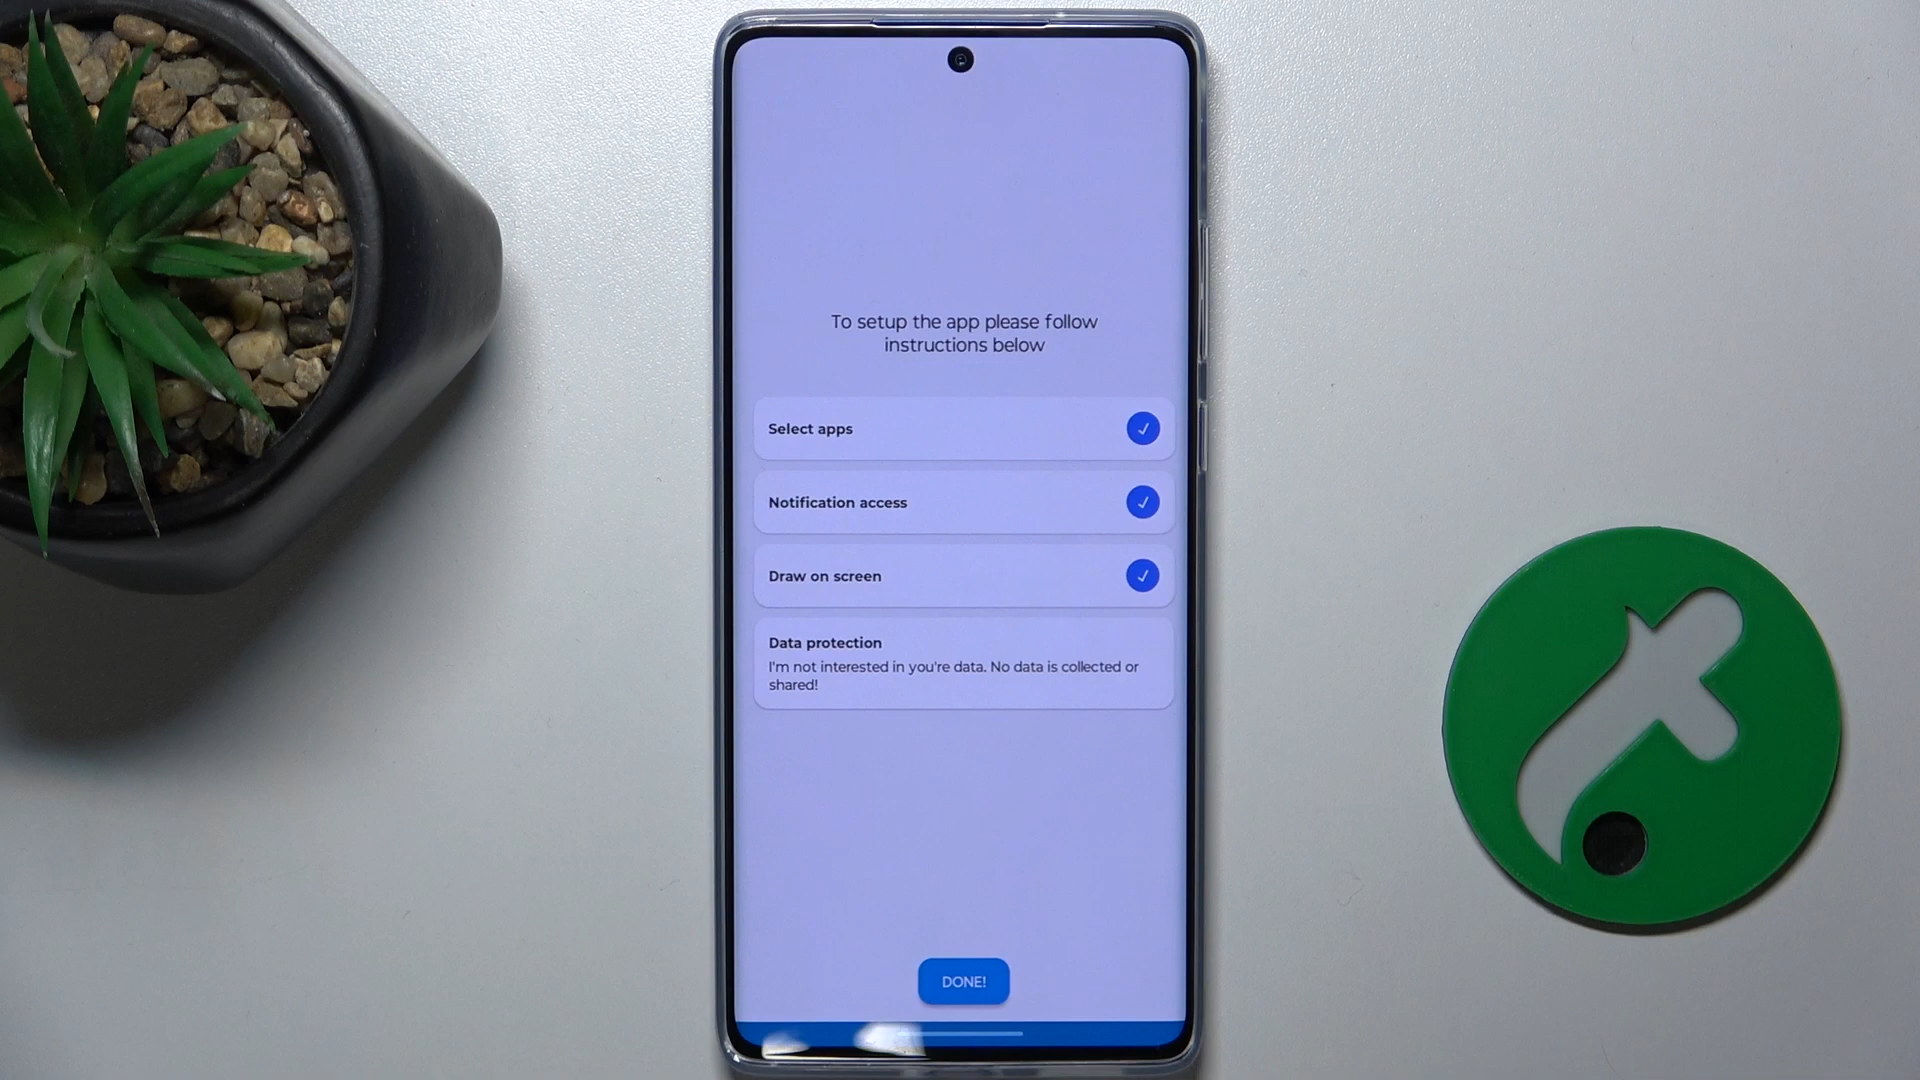 To setup the app please follow
instructions below
Select apps
Notification access
Draw on screen
Data protection
I'm not interested in you're data. No data is collected or
shared!
DONE!